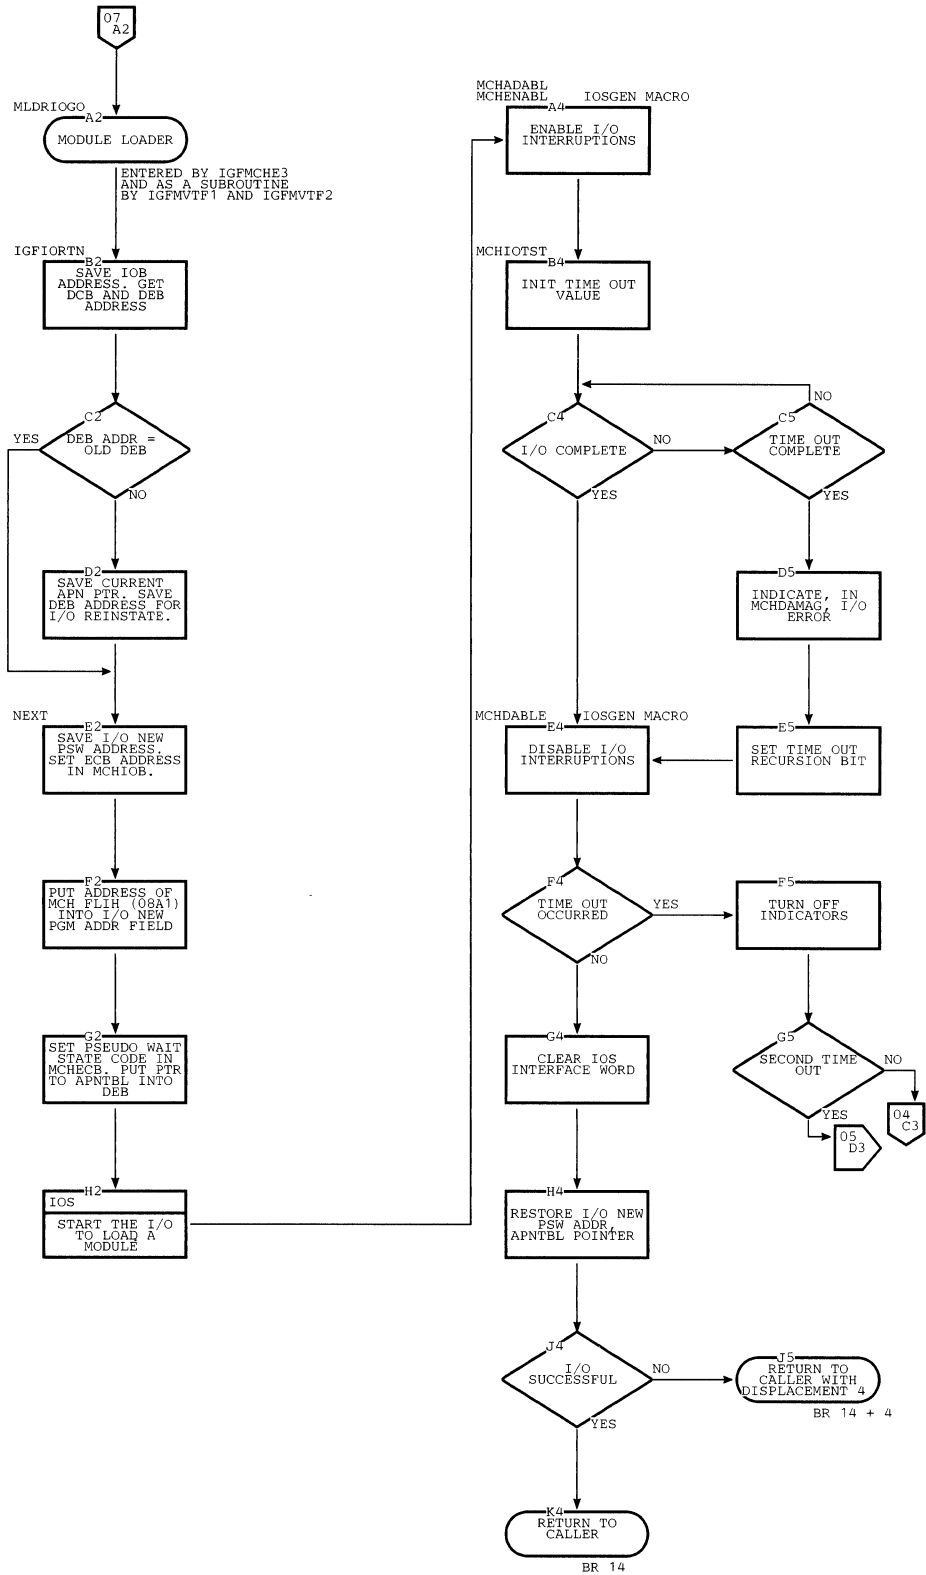 07
A2
MLDRIOGO
A2
MODULE LOADER
ENTERED BY IGFMCHE3
AND AS A SUBROUTINE
BY IGFMVTF1 AND IGFMVTF2
IGFIORTN
B2
SAVE IOB
ADDRESS. GET
DCB AND DEB
ADDRESS
C2
YES
DEB ADDR =
OLD DEB
NO
D2
SAVE CURRENT
APN PTR. SAVE
DEB ADDRESS FOR
I/O REINSTATE.
NEXT
E2
SAVE I/O NEW
PSW ADDRESS.
SET ECB ADDRESS
IN MCHIOB.
F2
PUT ADDRESS OF
MCH FLIH (08A1)
INTO I/O NEW
PGM ADDR FIELD
G2
SET PSEUDO WAIT
STATE CODE IN
MCHECB. PUT PTR
TO APNTBL INTO
DEB
H2
IOS
START THE I/O
TO LOAD A
MODULE
MCHADABL
MCHENABL
IOSGEN MACRO
A4
ENABLE I/O
INTERRUPTIONS
MCHIOTST
B4
INIT TIME OUT
VALUE
C4
I/O COMPLETE
NO
YES
NO
C5
TIME OUT
COMPLETE
YES
D5
INDICATE, IN
MCHDAMAG, I/O
ERROR
MCHDABLE
IOSGEN MACRO
E4
DISABLE I/O
INTERRUPTIONS
E5
SET TIME OUT
RECURSION BIT
F4
TIME OUT
OCCURRED
YES
NO
F5
TURN OFF
INDICATORS
G4
CLEAR IOS
INTERFACE WORD
G5
SECOND TIME
OUT
NO
YES
04
C3
05
D3
H4
RESTORE I/O NEW
PSW ADDR,
APNTBL POINTER
J4
I/O
SUCCESSFUL
NO
YES
J5
RETURN TO
CALLER WITH
DISPLACEMENT 4
BR 14 + 4
K4
RETURN TO
CALLER
BR 14